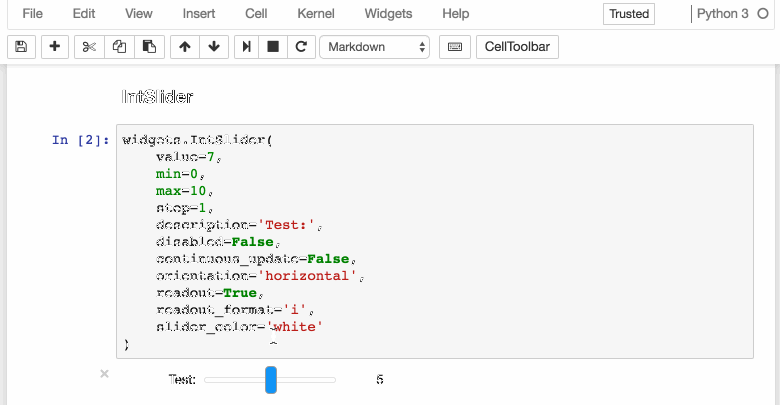 File Edit View Insert Cell Kernel Widgets Help Trusted Python 3
Markdown CellToolbar
IntSlider
In [2]: widgets.IntSlider(
value=7,
min=0,
max=10,
step=1,
description='Test:',
disabled=False,
continuous_update=False,
orientation='horizontal',
readout=True,
readout_format='i',
slider_color='white'
)
Test: